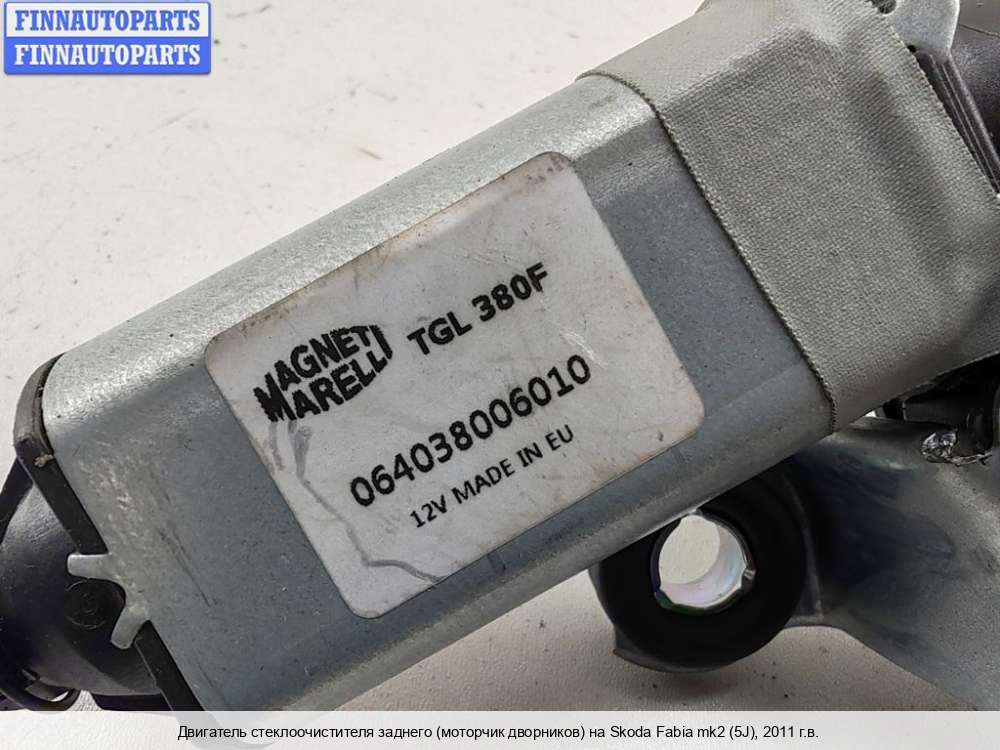 FINNAUTOPARTS
FINNAUTOPARTS
MAGNETI
MARELLI
TGL 380F
064038006010
12V MADE IN EU
Двигатель стеклоочистителя заднего (моторчик дворников) на Skoda Fabia mk2 (5J), 2011 г.в.